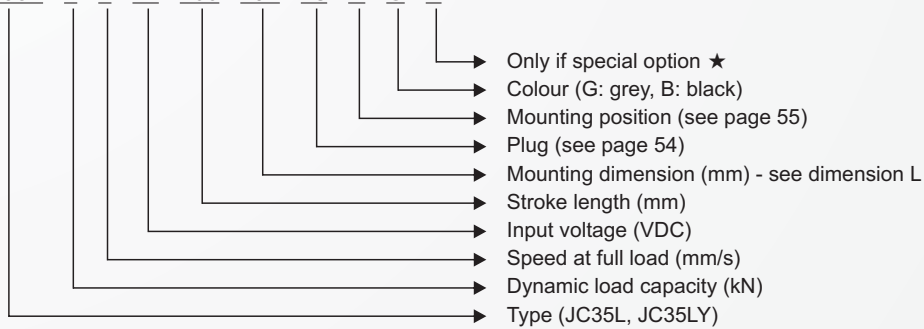 Only if special option ★
Colour (G: grey, B: black)
Mounting position (see page 55)
Plug (see page 54)
Mounting dimension (mm) - see dimension L
Stroke length (mm)
Input voltage (VDC)
Speed at full load (mm/s)
Dynamic load capacity (kN)
Type (JC35L, JC35LY)